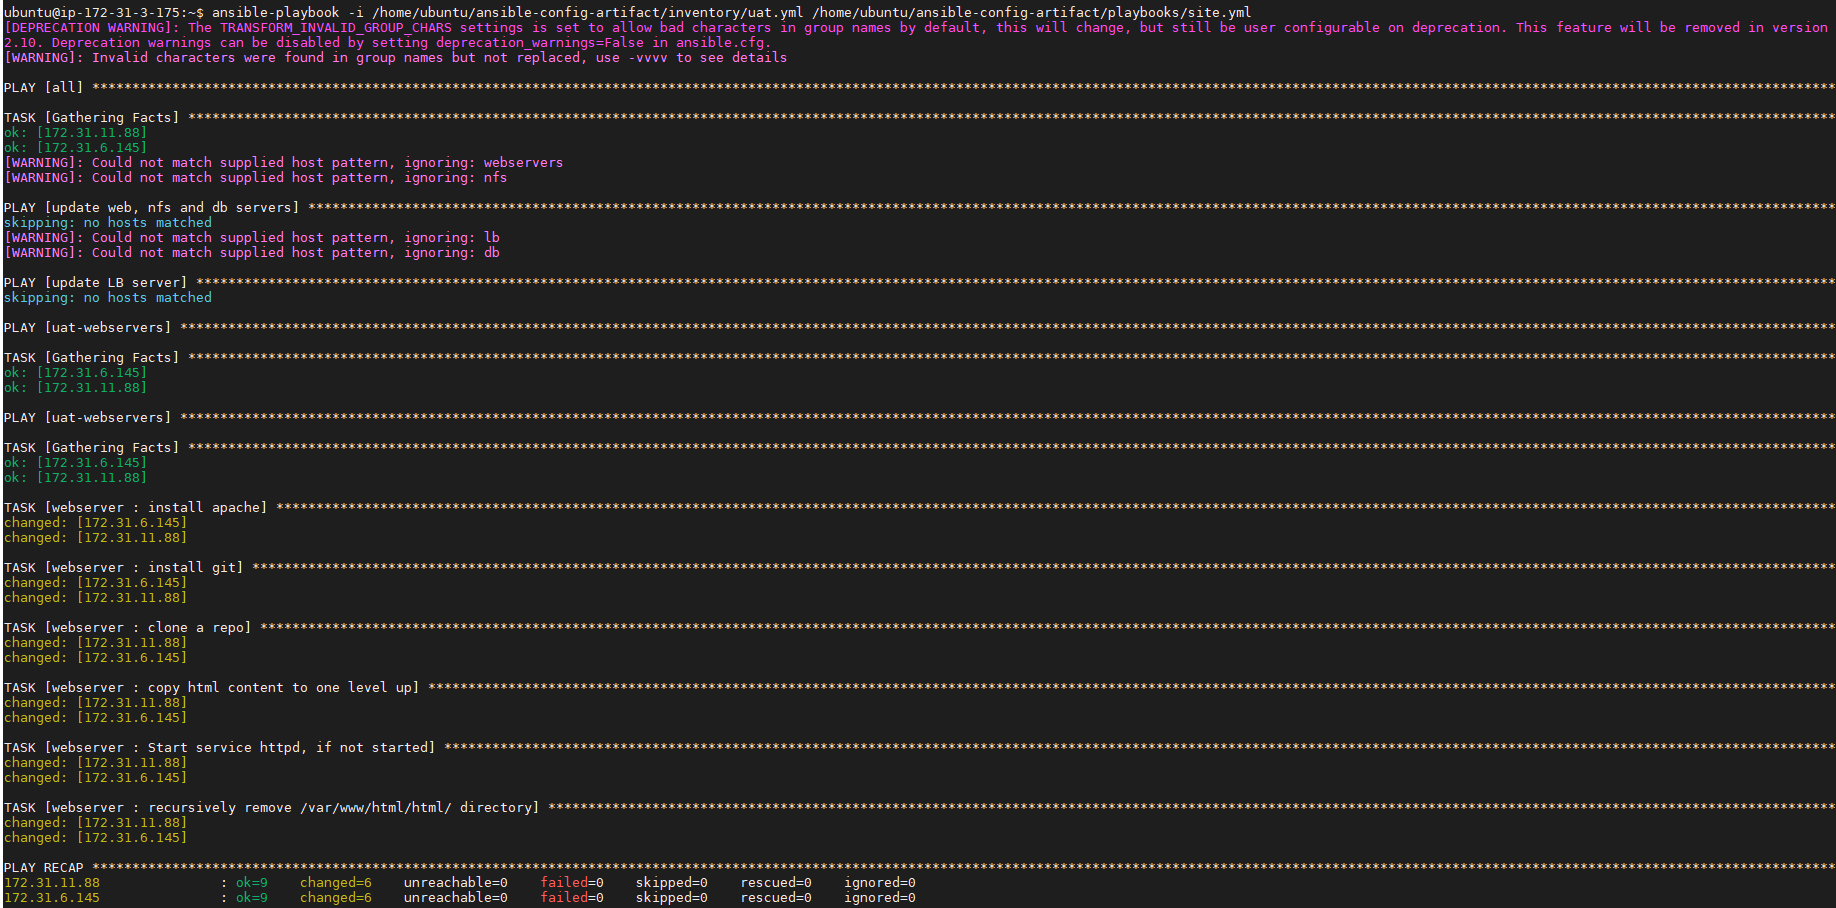 ubuntu@ip-172-31-3-175:~$ ansible-playbook -i /home/ubuntu/ansible-config-artifact/inventory/uat.yml /home/ubuntu/ansible-config-artifact/playbooks/site.yml
[DEPRECATION WARNING]: The TRANSFORM_INVALID_GROUP_CHARS settings is set to allow bad characters in group names by default, this will change, but still be user configurable on deprecation. This feature will be removed in version
2.10. Deprecation warnings can be disabled by setting deprecation_warnings=False in ansible.cfg.
[WARNING]: Invalid characters were found in group names but not replaced, use -vvvv to see details
PLAY [all] ****************************************
TASK [Gathering Facts] ****************************************
ok: [172.31.11.88]
ok: [172.31.6.145]
[WARNING]: Could not match supplied host pattern, ignoring: webservers
[WARNING]: Could not match supplied host pattern, ignoring: nfs
PLAY [update web, nfs and db servers] ****************************************
skipping: no hosts matched
[WARNING]: Could not match supplied host pattern, ignoring: lb
[WARNING]: Could not match supplied host pattern, ignoring: db
PLAY [update LB server] ****************************************
skipping: no hosts matched
PLAY [uat-webservers] ****************************************
TASK [Gathering Facts] ****************************************
ok: [172.31.6.145]
ok: [172.31.11.88]
PLAY [uat-webservers] ****************************************
TASK [Gathering Facts] ****************************************
ok: [172.31.6.145]
ok: [172.31.11.88]
TASK [webserver : install apache] ****************************************
changed: [172.31.6.145]
changed: [172.31.11.88]
TASK [webserver : install git] ****************************************
changed: [172.31.6.145]
changed: [172.31.11.88]
TASK [webserver : clone a repo] ****************************************
changed: [172.31.11.88]
changed: [172.31.6.145]
TASK [webserver : copy html content to one level up] ****************************************
changed: [172.31.11.88]
changed: [172.31.6.145]
TASK [webserver : Start service httpd, if not started] ****************************************
changed: [172.31.11.88]
changed: [172.31.6.145]
TASK [webserver : recursively remove /var/www/html/html/ directory] ****************************************
changed: [172.31.11.88]
changed: [172.31.6.145]
PLAY RECAP ****************************************
172.31.11.88 : ok=9 changed=6 unreachable=0 failed=0 skipped=0 rescued=0 ignored=0
172.31.6.145 : ok=9 changed=6 unreachable=0 failed=0 skipped=0 rescued=0 ignored=0